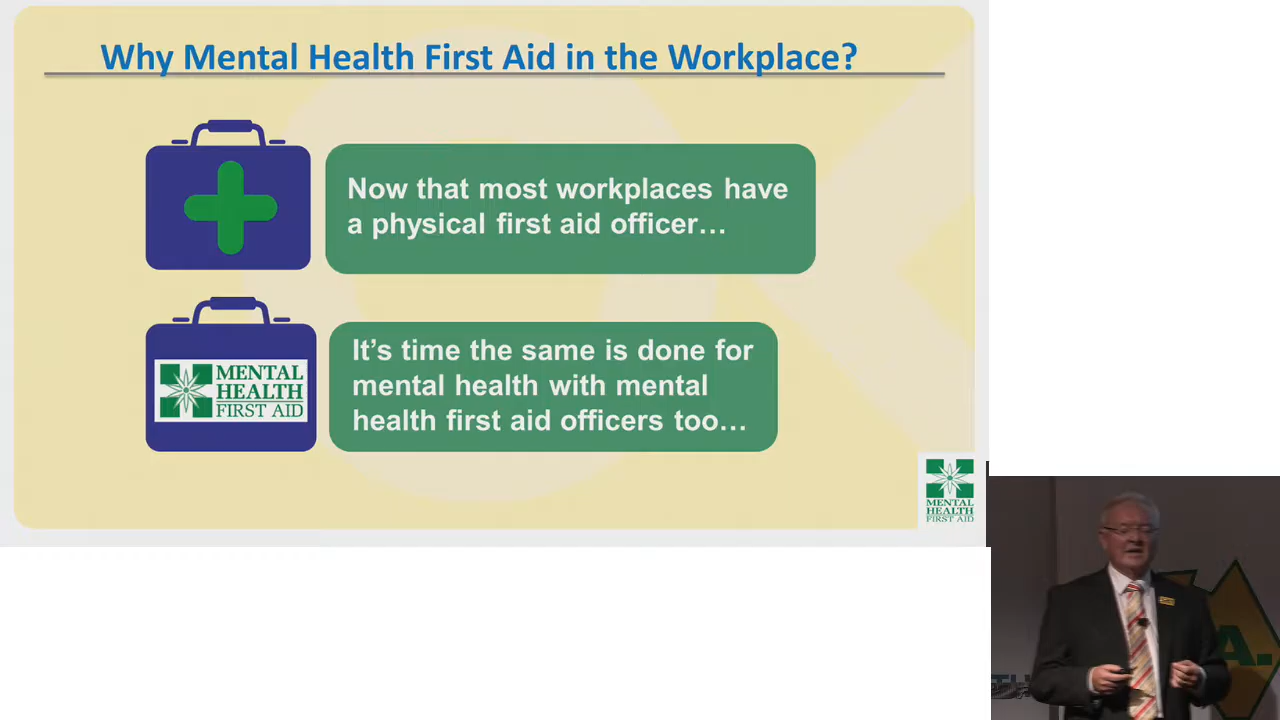 Why Mental Health First Aid in the Workplace?
Now that most workplaces have
a physical first aid officer…
MENTAL
HEALTH
FIRST AID
It’s time the same is done for
mental health with mental
health first aid officers too…
MENTAL
HEALTH
FIRST AID
A.